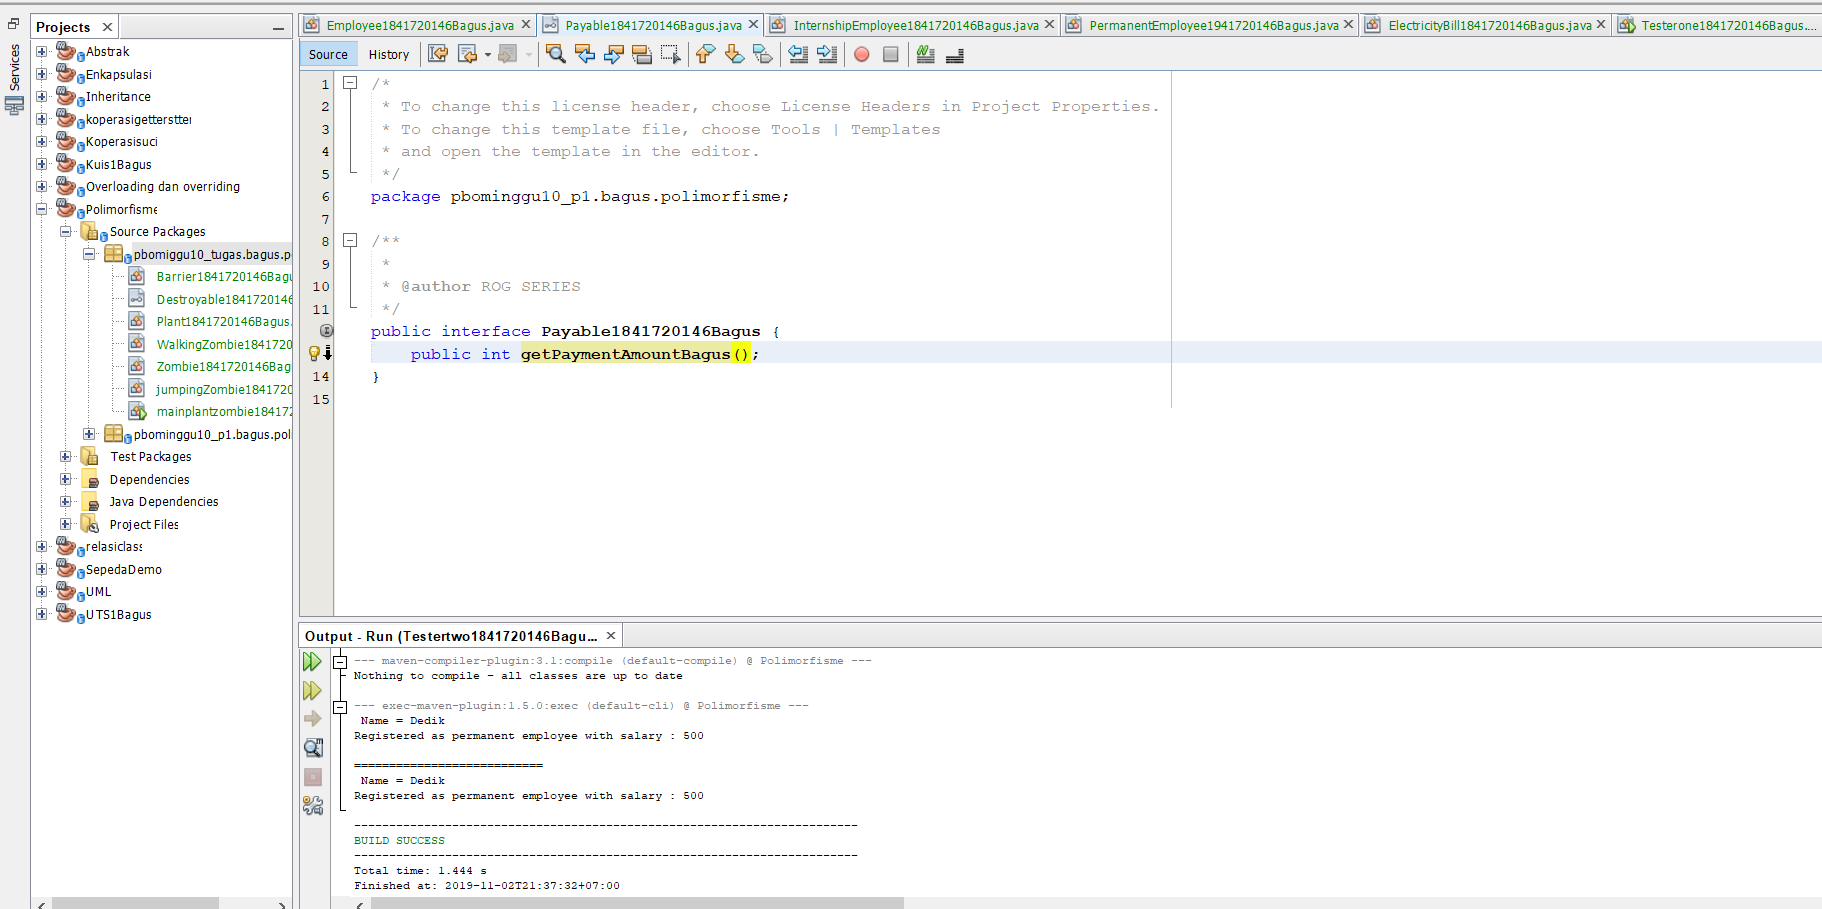 Services
Projects
Abstrak
Enkapsulasi
Inheritance
koperasigetterstter
Koperasisuci
Kuis1Bagus
Overloading dan overriding
Polimorfisme
Source Packages
pbomiggu10_tugas.bagus.p
Barrier1841720146Bagu
Destroyable184172014
Plant1841720146Bagus.
WalkingZombie184172
Zombie1841720146Bag
jumpingZombie184172
mainplantzombie18417
pbominggu10_p1.bagus.pol
Test Packages
Dependencies
Java Dependencies
Project Files
relasiclass
SepedaDemo
UML
UTS1Bagus
Employee1841720146Bagus.java Payable1841720146Bagus.java InternshipEmployee1841720146Bagus.java PermanentEmployee1941720146Bagus.java ElectricityBill1841720146Bagus.java Testerone1841720146Bagus....
Source History
1 /*
2 * To change this license header, choose License Headers in Project Properties.
3 * To change this template file, choose Tools | Templates
4 * and open the template in the editor.
5 */
6 package pbominggu10_p1.bagus.polimorfisme;
7
8 /**
9 *
10 * @author ROG SERIES
11 */
public interface Payable1841720146Bagus {
public int getPaymentAmountBagus();
14 }
15
Output - Run (Testertwo1841720146Bagu...
--- maven-compiler-plugin:3.1:compile (default-compile) @ Polimorfisme ---
Nothing to compile - all classes are up to date
--- exec-maven-plugin:1.5.0:exec (default-cli) @ Polimorfisme ---
Name = Dedik
Registered as permanent employee with salary : 500
===========================
Name = Dedik
Registered as permanent employee with salary : 500
------------------------------------------------------------------------
BUILD SUCCESS
------------------------------------------------------------------------
Total time: 1.444 s
Finished at: 2019-11-02T21:37:32+07:00